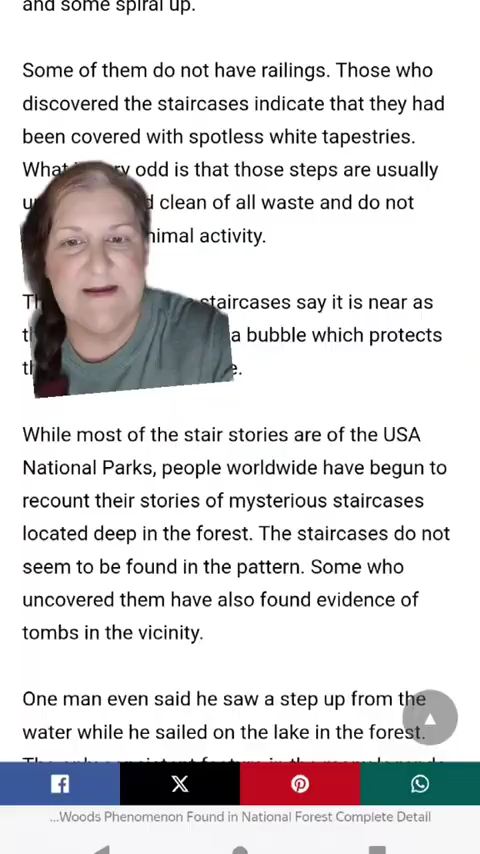 and some spiral up.
Some of them do not have railings. Those who
discovered the staircases indicate that they had
been covered with spotless white tapestries.
What odd is that those steps are usually
clean of all waste and do not
activity.
staircases say it is near as
a bubble which protects
While most of the stair stories are of the USA
National Parks, people worldwide have begun to
recount their stories of mysterious staircases
located deep in the forest. The staircases do not
seem to be found in the pattern. Some who
uncovered them have also found evidence of
tombs in the vicinity.
One man even said he saw a step up from the
water while he sailed on the lake in the forest.
...Woods Phenomenon Found in National Forest Complete Detail